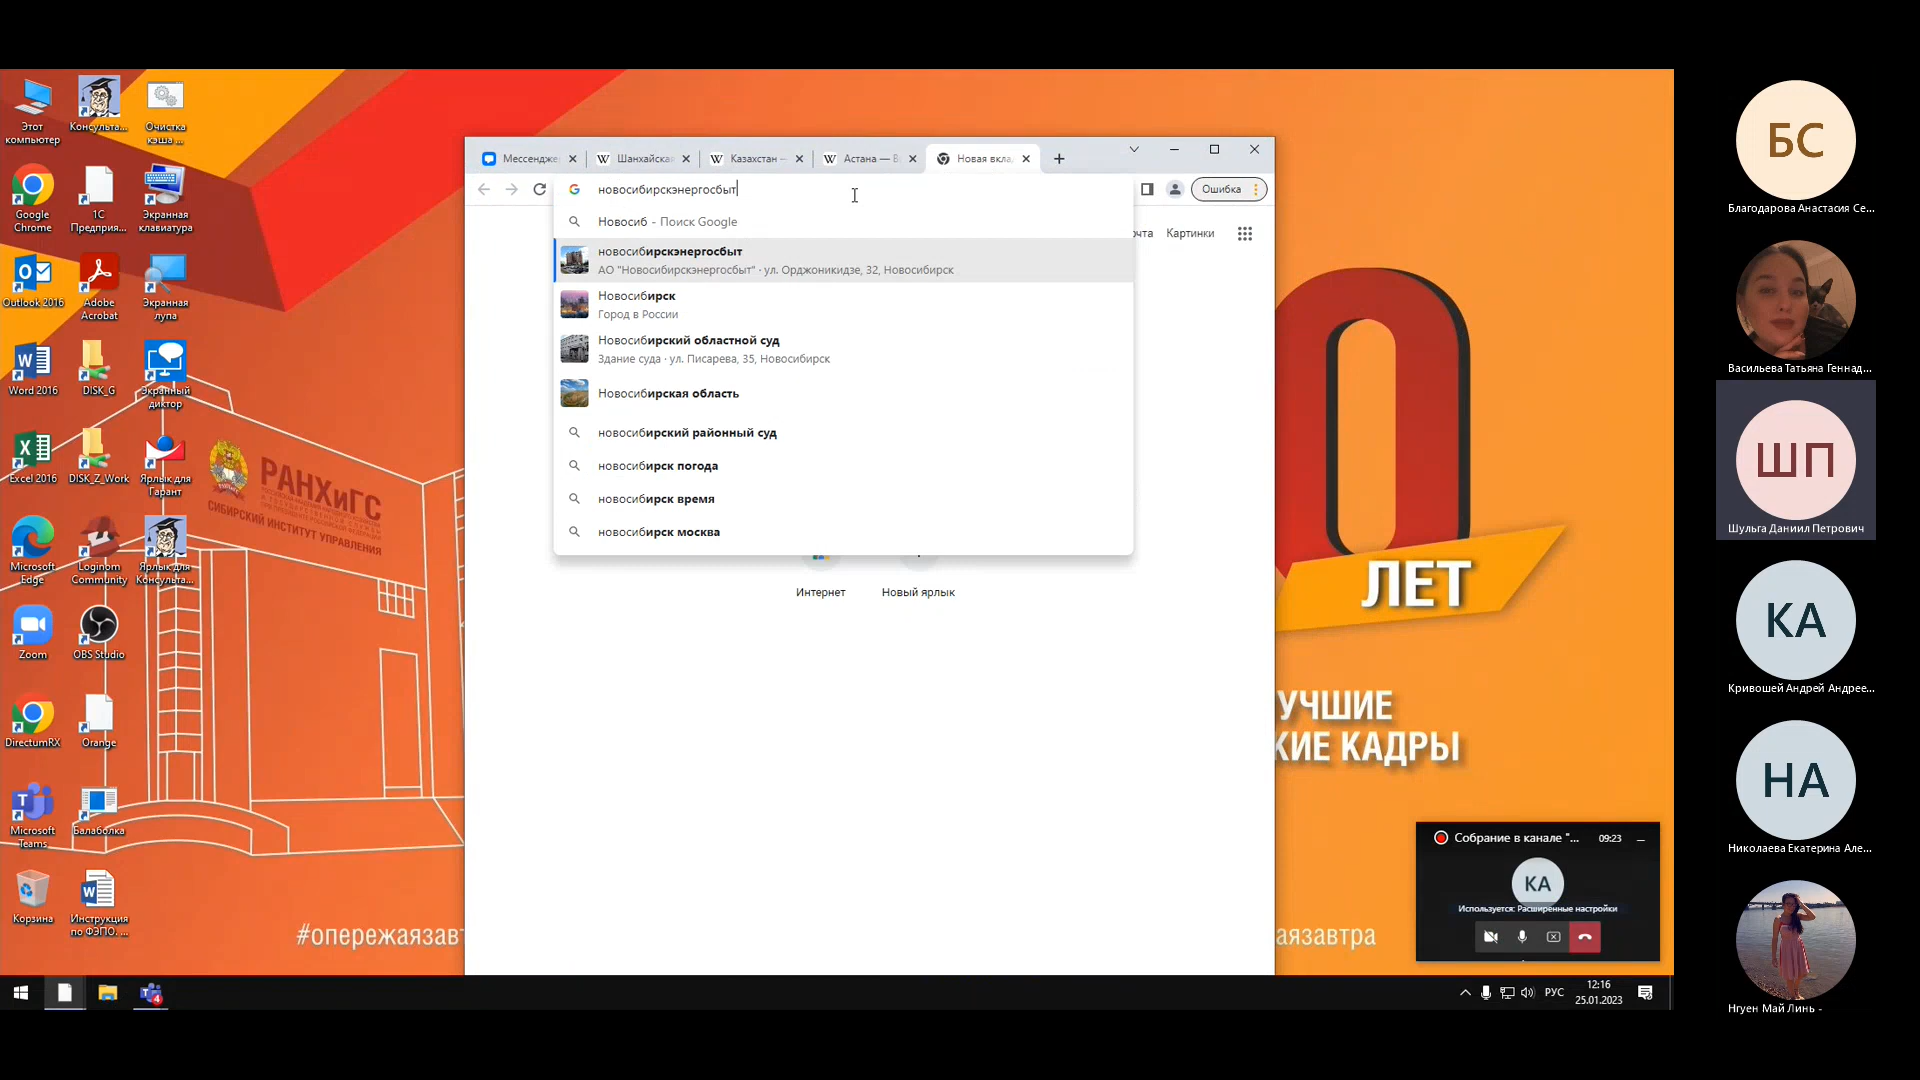 Этот
компьютер
Консульта...
Очистка
кэша ...
Google
Chrome
1C
Предприя...
Экранная
клавиатура
Outlook 2016
Adobe
Acrobat
Экранная
лупа
Word 2016
DISK_G
Экранный
диктор
Excel 2016
DISK_Z_Work
Ярлык для
Гарант
Microsoft
Edge
Loginom
Community
Ярлык для
Консульта...
Zoom
OBS Studio
DirectumRX
Orange
Microsoft
Teams
Балаболка
Корзина
Инструкция
по ФЭПО. ...
РАНХиГС
СИБИРСКИЙ ИНСТИТУТ УПРАВЛЕНИЯ
#опережаязавт
Мессендже
Шанхайская
Казахстан —
Астана — В
Новая вкла
новосибирскэнергосбыт
Ошибка
Новосиб - Поиск Google
новосибирскэнергосбыт
АО "Новосибирскэнергосбыт" · ул. Орджоникидзе, 32, Новосибирск
Новосибирск
Город в России
Новосибирский областной суд
Здание суда · ул. Писарева, 35, Новосибирск
Новосибирская область
новосибирский районный суд
новосибирск погода
новосибирск время
новосибирск москва
чта
Картинки
Интернет
Новый ярлык
0
ЛЕТ
УЧШИЕ
КИЕ КАДРЫ
аязавтра
Собрание в канале "...
09:23
КА
Используется: Расширенные настройки
РУС
12:16
25.01.2023
БС
Благодарова Анастасия Се...
Васильева Татьяна Геннад...
ШП
Шульга Даниил Петрович
КА
Кривошей Андрей Андрее...
НА
Николаева Екатерина Але...
Нгуен Май Линь -